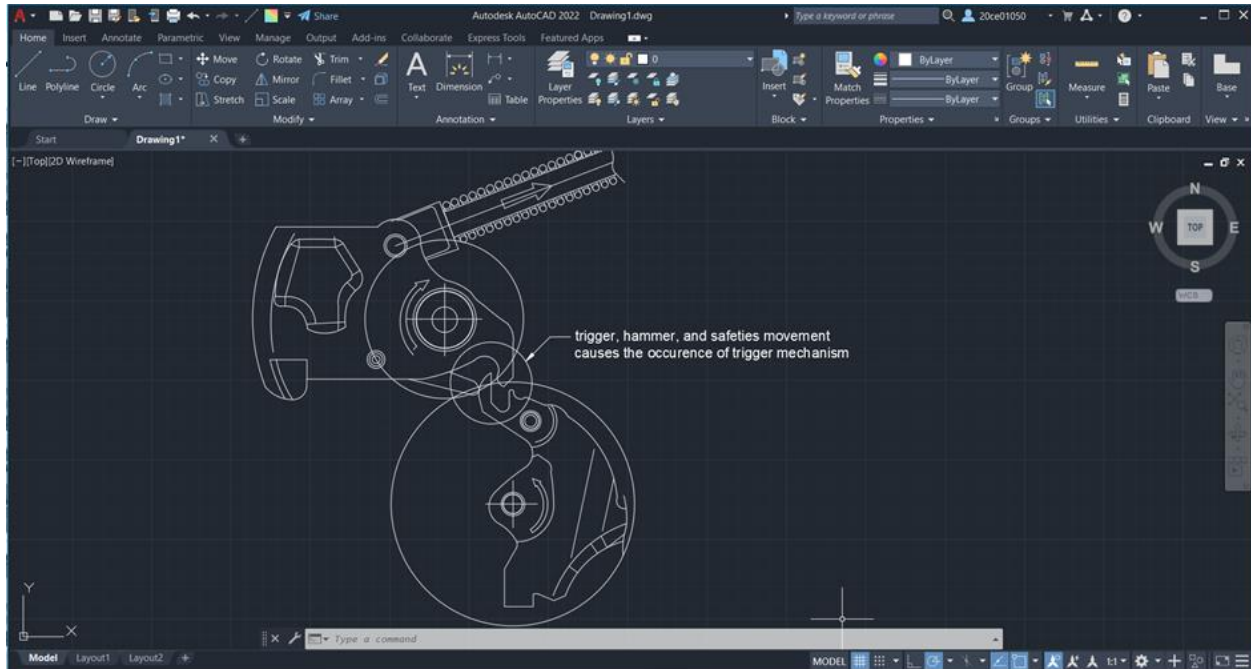 Share
Autodesk AutoCAD 2022 Drawing1.dwg
Type a keyword or phrase
20ce01050
Home Insert Annotate Parametric View Manage Output Add-ins Collaborate Express Tools Featured Apps
Move Rotate Trim
ByLayer
0
Copy Mirror Fillet
ByLayer
Line Polyline Circle Arc
Text Dimension
Layer
Insert
Match
Group
Measure
Paste
Base
Stretch Scale Array
Table
Properties
Properties
ByLayer
Draw Modify Annotation Layers Block Properties Groups Utilities Clipboard View
Start Drawing1*
[−][Top][2D Wireframe]
N
W TOP E
S
trigger, hammer, and safeties movement
causes the occurence of trigger mechanism
Y
X
Type a command
Model Layout1 Layout2
MODEL
1:1